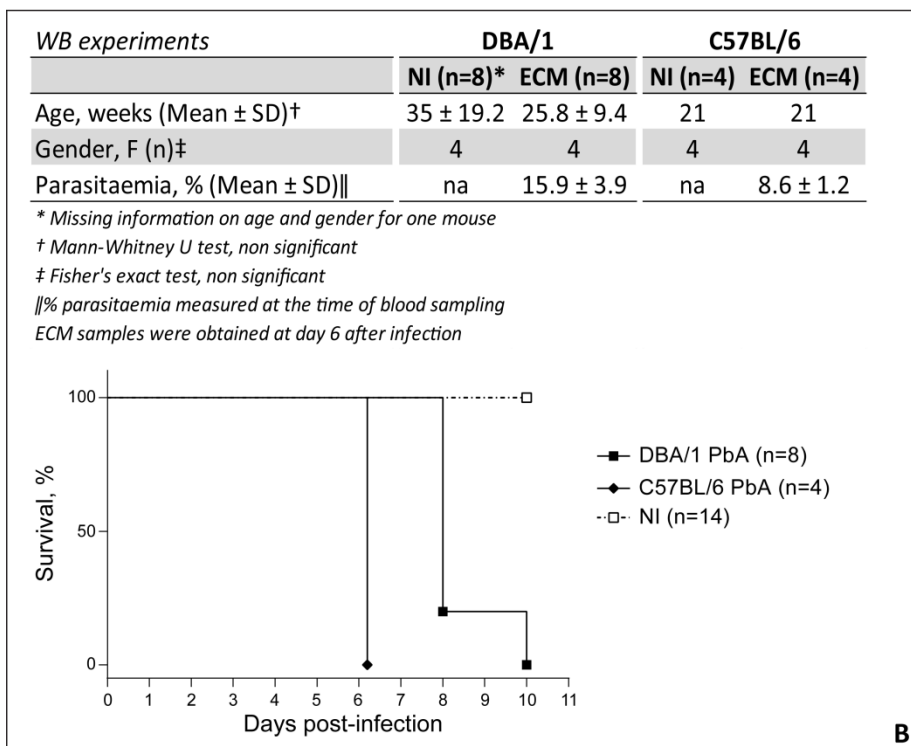 WB experiments DBA/1 C57BL/6
NI (n=8)* ECM (n=8) NI (n=4) ECM (n=4)
Age, weeks (Mean ± SD)† 35 ± 19.2 25.8 ± 9.4 21 21
Gender, F (n)‡ 4 4 4 4
Parasitaemia, % (Mean ± SD)‖ na 15.9 ± 3.9 na 8.6 ± 1.2
* Missing information on age and gender for one mouse
† Mann-Whitney U test, non significant
‡ Fisher's exact test, non significant
‖% parasitaemia measured at the time of blood sampling
ECM samples were obtained at day 6 after infection
100
50
0
Survival, %
DBA/1 PbA (n=8)
C57BL/6 PbA (n=4)
NI (n=14)
0 1 2 3 4 5 6 7 8 9 10 11
Days post-infection
B